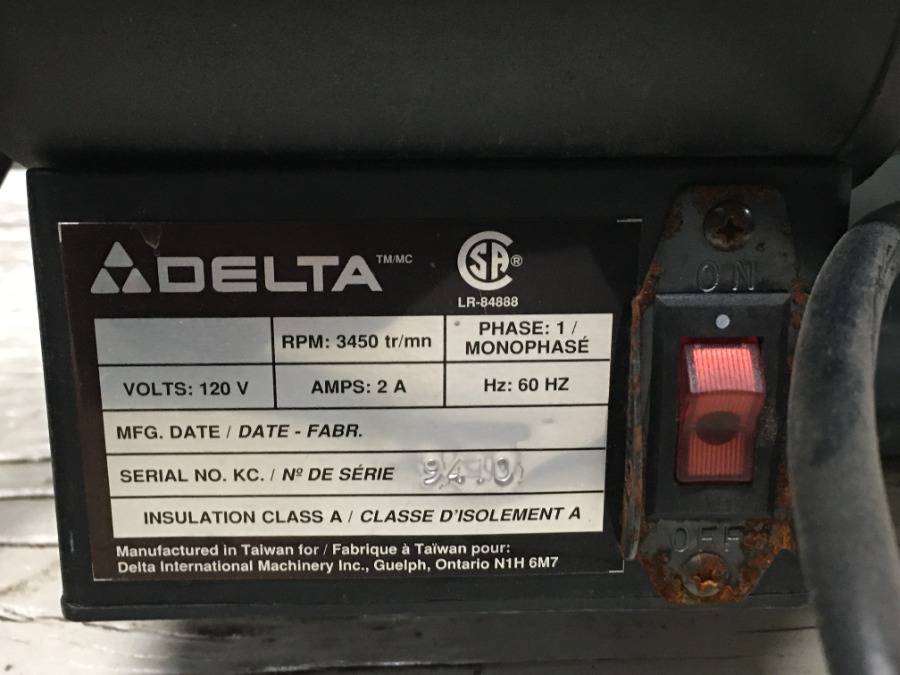 DELTA TM/MC
CSA ®
LR-84888
RPM: 3450 tr/mn
PHASE: 1 /
MONOPHASÉ
VOLTS: 120 V
AMPS: 2 A
Hz: 60 HZ
MFG. DATE / DATE - FABR.
SERIAL NO. KC. / Nº DE SÉRIE
INSULATION CLASS A / CLASSE D'ISOLEMENT A
Manufactured in Taiwan for / Fabrique à Taïwan pour:
Delta International Machinery Inc., Guelph, Ontario N1H 6M7
ON
OFF